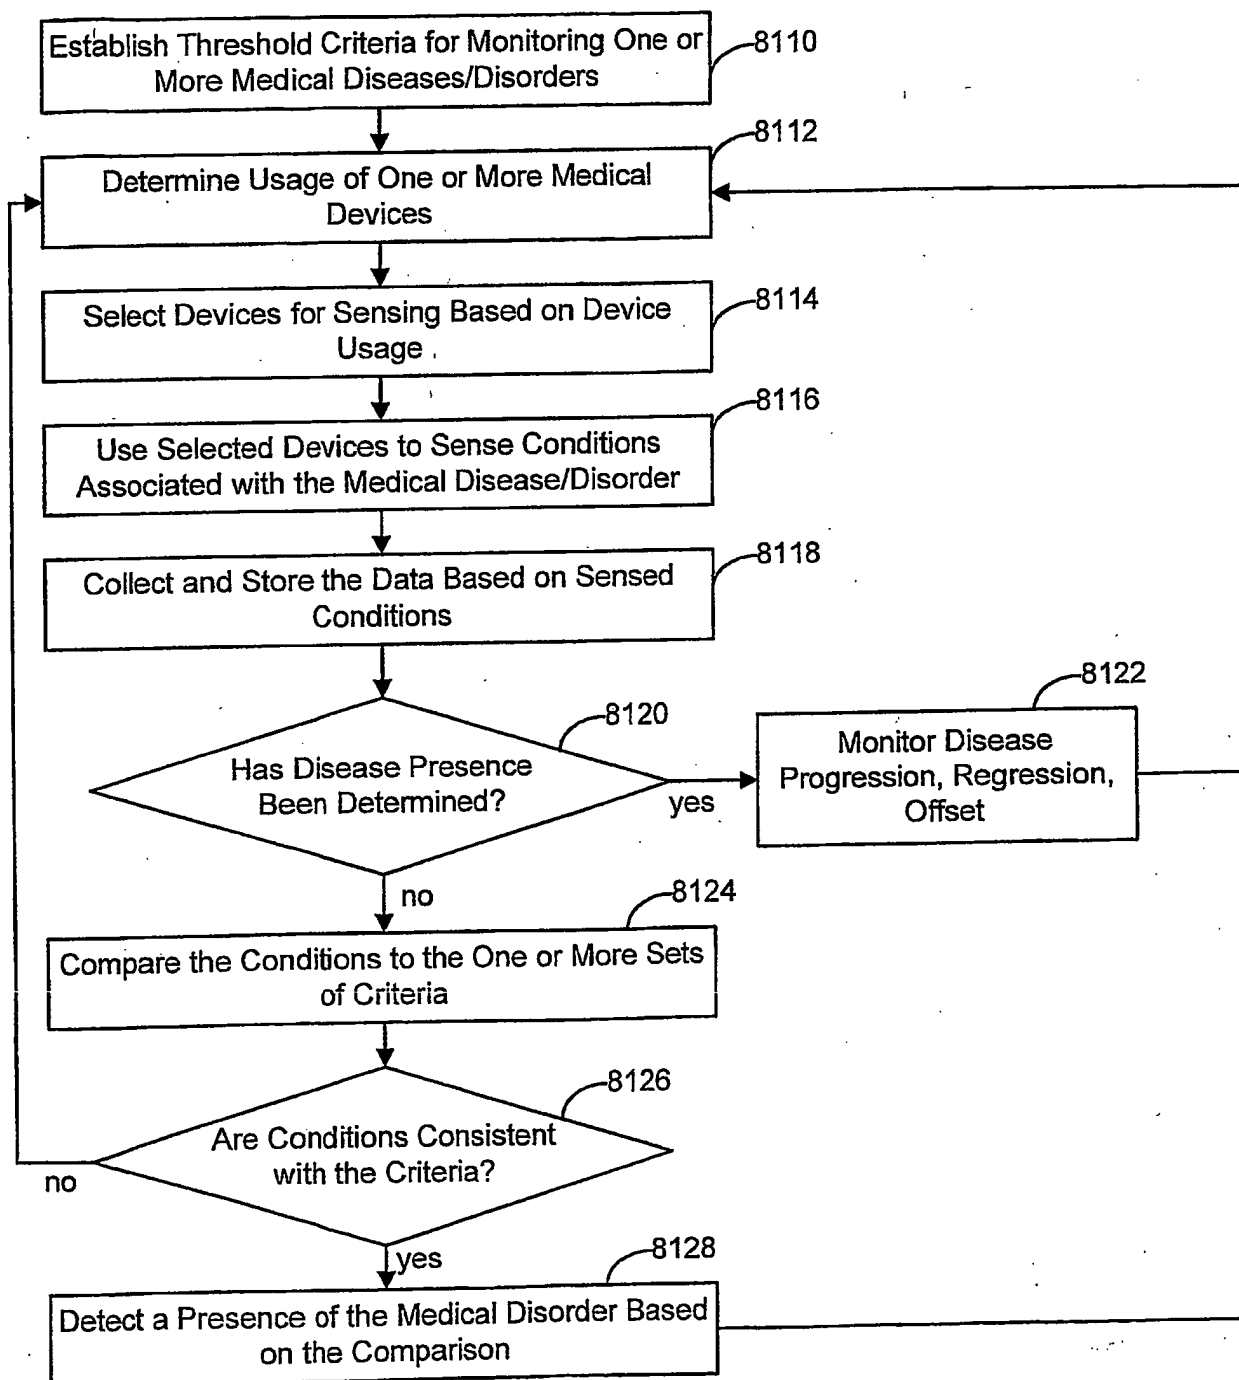 Establish Threshold Criteria for Monitoring One or
More Medical Diseases/Disorders
8110
8112
Determine Usage of One or More Medical
Devices
8114
Select Devices for Sensing Based on Device
Usage
8116
Use Selected Devices to Sense Conditions
Associated with the Medical Disease/Disorder
8118
Collect and Store the Data Based on Sensed
Conditions
8120
Has Disease Presence
Been Determined?
yes
8122
Monitor Disease
Progression, Regression,
Offset
no
8124
Compare the Conditions to the One or More Sets
of Criteria
8126
Are Conditions Consistent
with the Criteria?
no
yes
8128
Detect a Presence of the Medical Disorder Based
on the Comparison